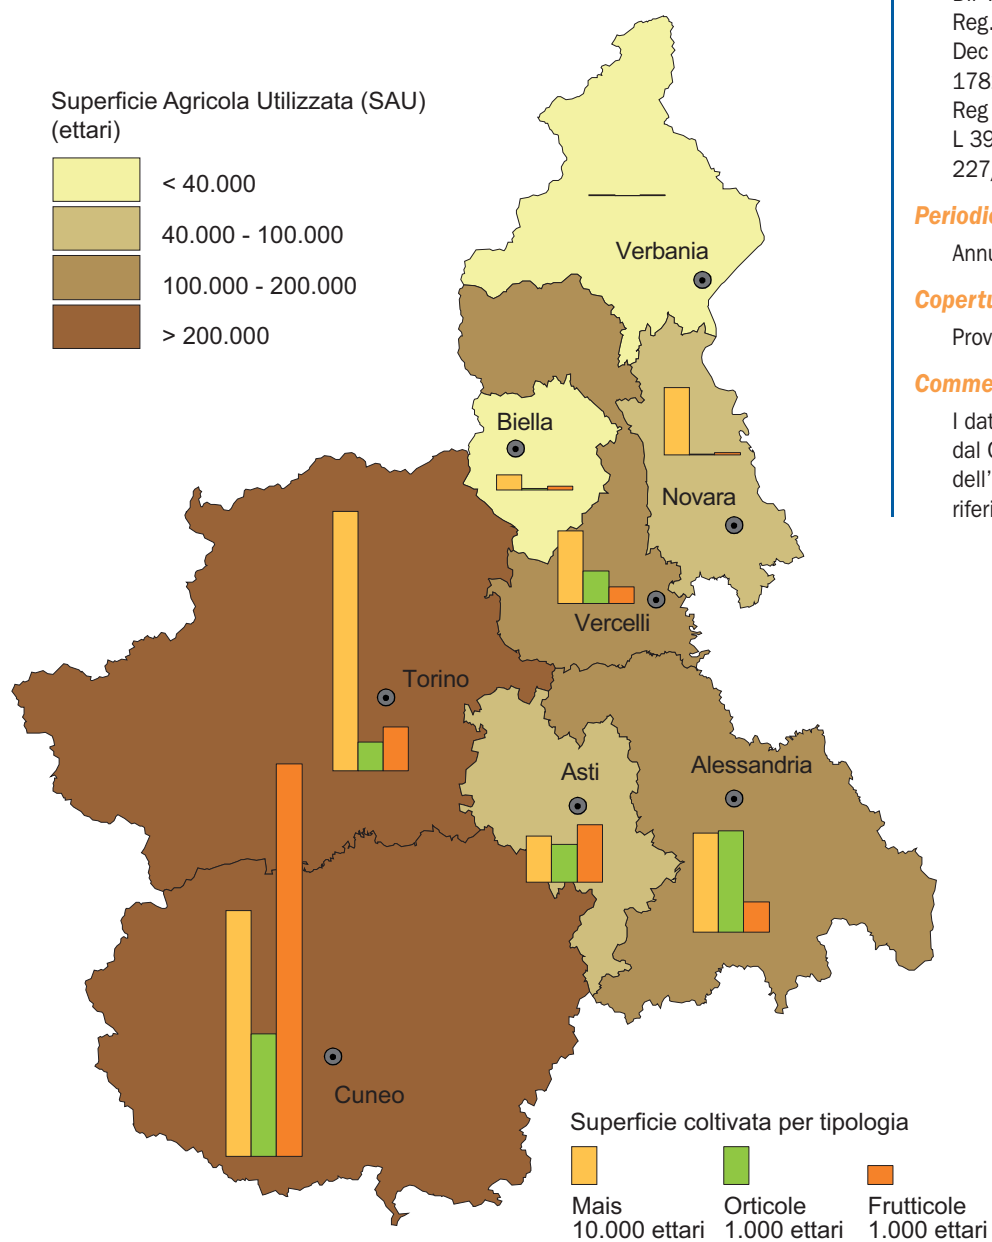 Superficie Agricola Utilizzata (SAU)
(ettari)
< 40.000
40.000 - 100.000
100.000 - 200.000
> 200.000
Verbania
Biella
Novara
Vercelli
Torino
Asti
Alessandria
Cuneo
Superficie coltivata per tipologia
Mais
10.000 ettari
Orticole
1.000 ettari
Frutticole
1.000 ettari
Reg.
Dec
178
Reg
L 39
227,
Periodi
Annu
Copertu
Prov
Comme
I dat
dal C
dell'
riferi